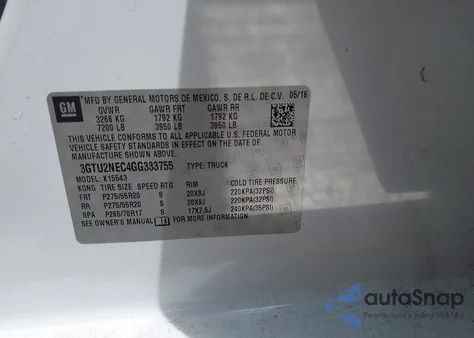 GM
MFD BY GENERAL MOTORS DE MEXICO, S. DE R.L. DE C.V. 05/16
GVWR GAWR FRT GAWR RR
3266 KG 1792 KG 1792 KG
7200 LB 3950 LB 3950 LB
THIS VEHICLE CONFORMS TO ALL APPLICABLE U.S. FEDERAL MOTOR
VEHICLE SAFETY, BUMPER, AND THEFT PREVENTION STANDARDS
IN EFFECT ON THE DATE OF MANUFACTURE SHOWN ABOVE.
3GTU2NEC4GG333755 TYPE: TRUCK
MODEL: K15543
KGNG TIRE SIZE SPEED RTG RIM COLD TIRE PRESSURE
FRT P275/55R20 S 20X9J 220KPA(32PSI)
RR P275/55R20 S 20X9J 220KPA(32PSI)
SPA P265/70R17 S 17X7.5J 240KPA(35PSI)
SEE OWNER'S MANUAL
autoSnap